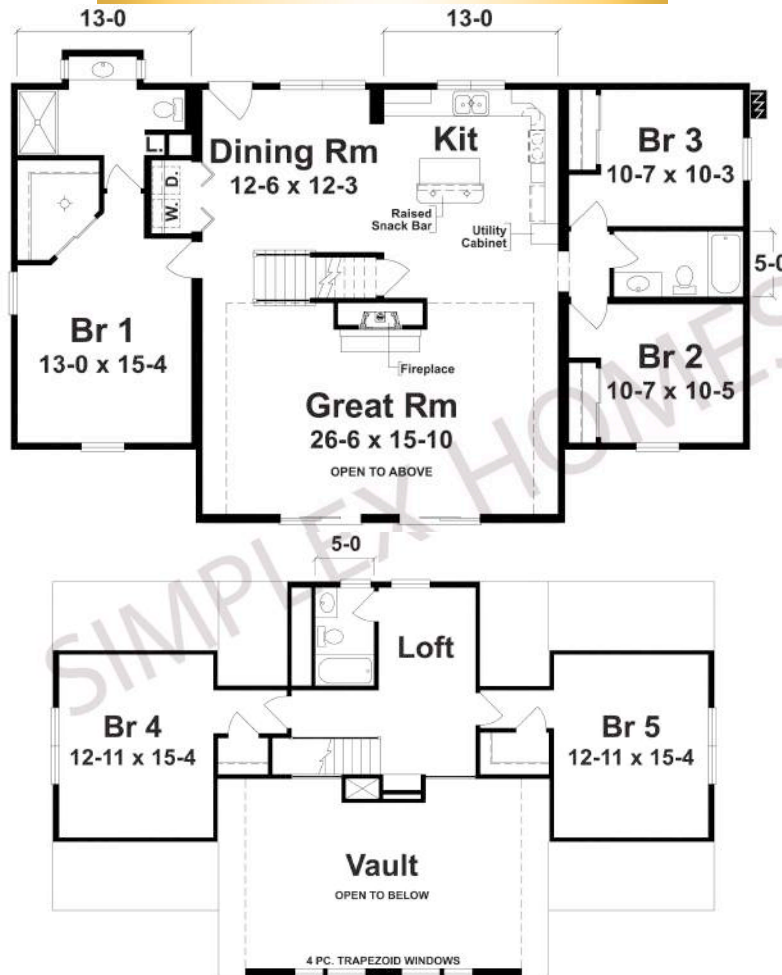 13-0
13-0
Dining Rm
12-6 x 12-3
Kit
Br 3
10-7 x 10-3
L.
W. D.
Raised
Snack Bar
Utility
Cabinet
5-0
Br 1
13-0 x 15-4
Fireplace
Br 2
10-7 x 10-5
Great Rm
26-6 x 15-10
OPEN TO ABOVE
SIMPLEX HOMES
5-0
Loft
Br 4
12-11 x 15-4
Br 5
12-11 x 15-4
Vault
OPEN TO BELOW
4 PC. TRAPEZOID WINDOWS